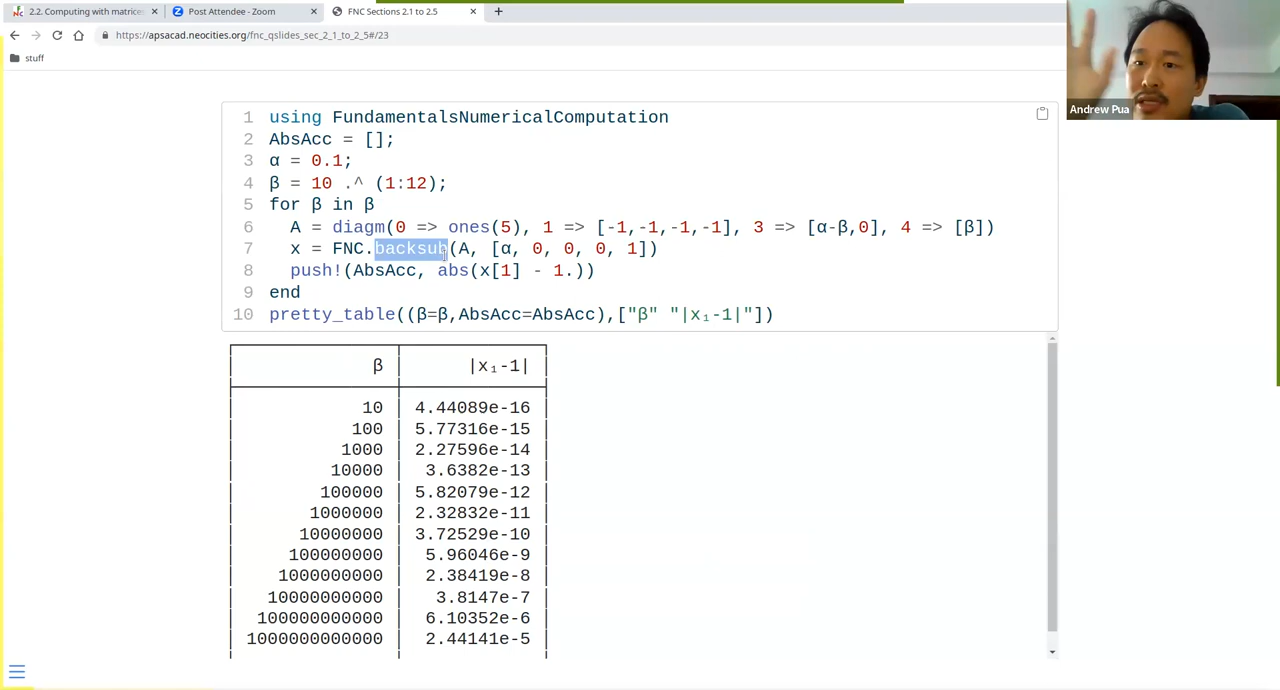 2.2. Computing with matrices
Post Attendee - Zoom
FNC Sections 2.1 to 2.5
https://apsacad.neocities.org/fnc_qslides_sec_2_1_to_2_5#/23
stuff
Andrew Pua
1 using FundamentalsNumericalComputation
2 AbsAcc = [];
3 α = 0.1;
4 β = 10 .^ (1:12);
5 for β in β
6 A = diagm(0 => ones(5), 1 => [-1,-1,-1,-1], 3 => [α-β,0], 4 => [β])
7 x = FNC.backsub(A, [α, 0, 0, 0, 1])
8 push!(AbsAcc, abs(x[1] - 1.))
9 end
10 pretty_table((β=β,AbsAcc=AbsAcc),["β" "|x₁-1|"])
β |x₁-1|
10 4.44089e-16
100 5.77316e-15
1000 2.27596e-14
10000 3.6382e-13
100000 5.82079e-12
1000000 2.32832e-11
10000000 3.72529e-10
100000000 5.96046e-9
1000000000 2.38419e-8
10000000000 3.8147e-7
100000000000 6.10352e-6
1000000000000 2.44141e-5